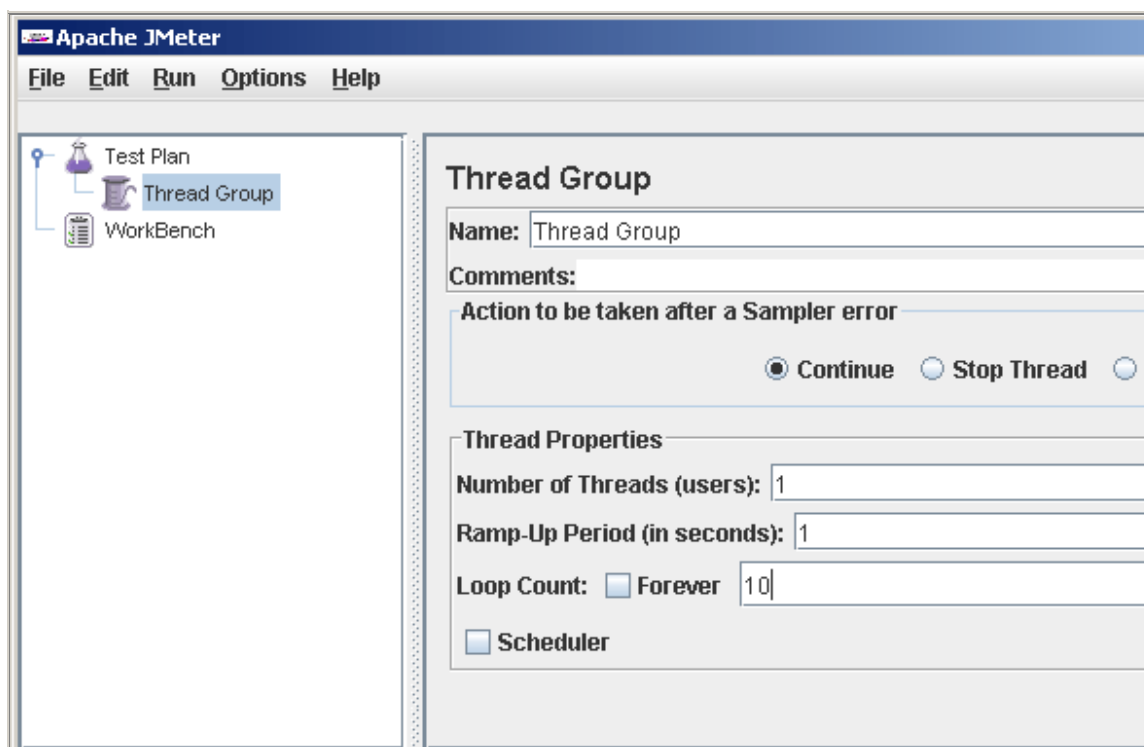 Apache JMeter
File Edit Run Options Help
Test Plan
Thread Group
WorkBench
Thread Group
Name: Thread Group
Comments:
Action to be taken after a Sampler error
Continue Stop Thread
Thread Properties
Number of Threads (users): 1
Ramp-Up Period (in seconds): 1
Loop Count: Forever 10
Scheduler